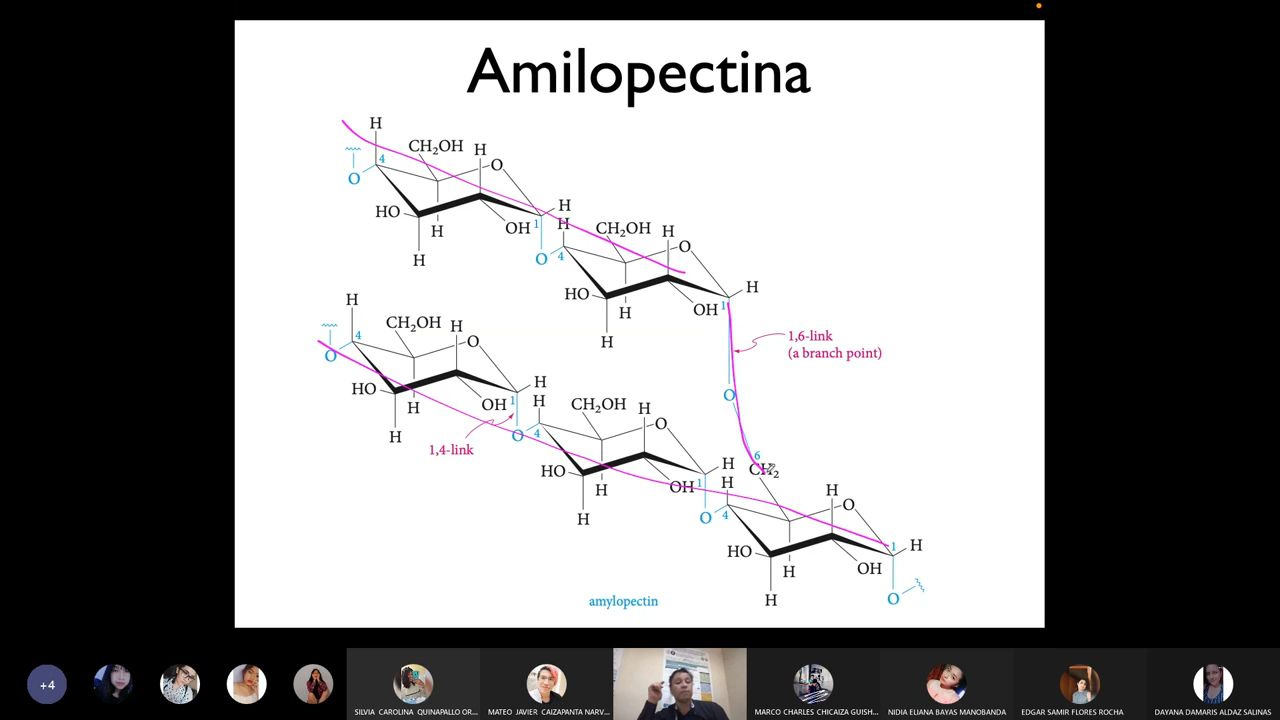 Amilopectina
H
4
CH₂OH
H
O
O
HO
OH
1
H
H
H
H
O
4
CH₂OH
H
O
HO
OH
1
H
H
H
1,6-link
(a branch point)
O
6
CH₂
H
4
CH₂OH
H
O
O
HO
OH
1
H
H
H
H
1,4-link
O
4
CH₂OH
H
O
HO
OH
1
H
H
H
H
O
4
H
O
HO
OH
1
H
H
H
O
amylopectin
+4
SILVIA CAROLINA QUINAPALLO OR...
MATEO JAVIER CAIZAPANTA NARV...
MARCO CHARLES CHICAIZA GUISH...
NIDIA ELIANA BAYAS MANOBANDA
EDGAR SAMIR FLORES ROCHA
DAYANA DAMARIS ALDAZ SALINAS